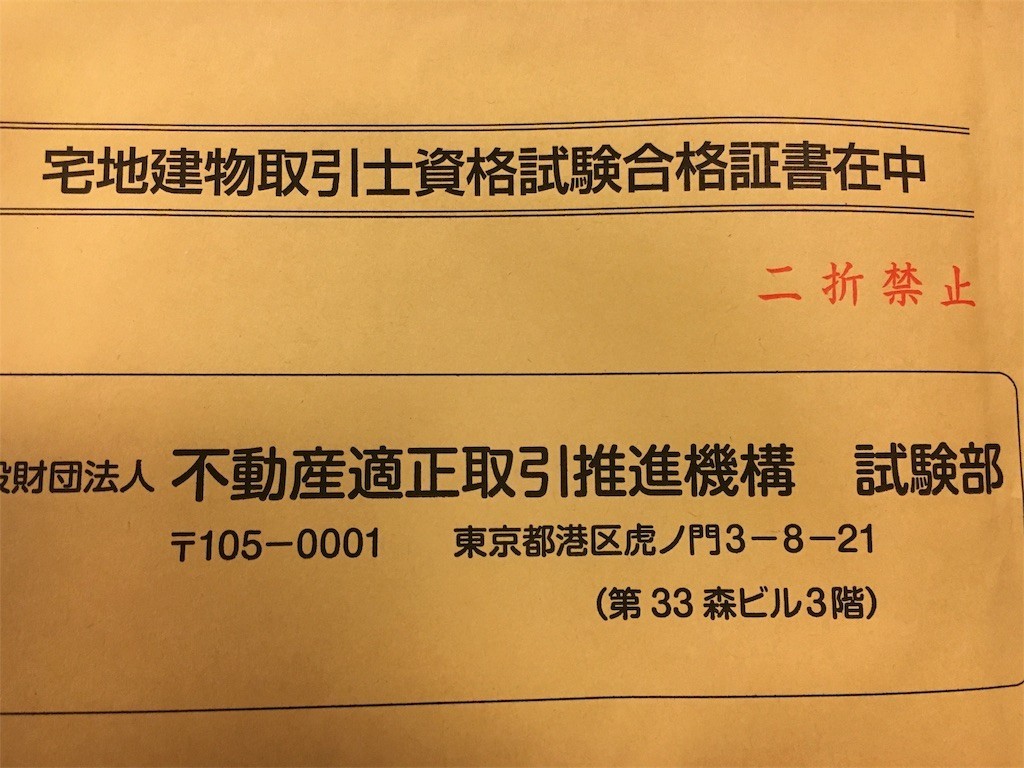 宅地建物取引士資格試験合格証書在中
二折禁止
財団法人 不動産適正取引推進機構 試験部
〒105-0001 東京都港区虎ノ門3-8-21
(第33森ビル3階)